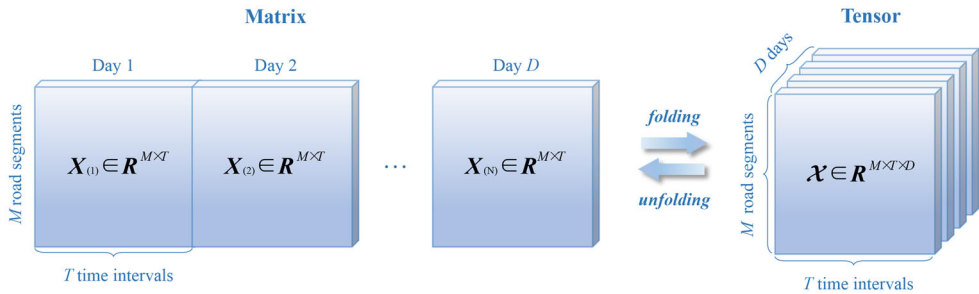 Matrix
Day 1
Day 2
Day D
M road segments
X(1) ∈ R^{M×T}
X(2) ∈ R^{M×T}
...
X(N) ∈ R^{M×T}
T time intervals
folding
unfolding
Tensor
D days
M road segments
𝒳 ∈ R^{M×T×D}
T time intervals